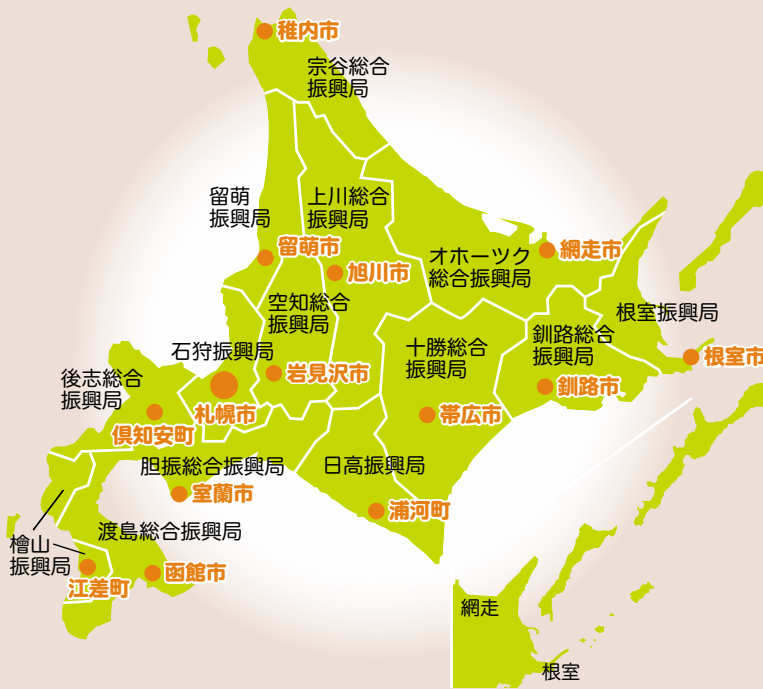 稚内市
宗谷総合
振興局
留萌
振興局
上川総合
振興局
留萌市
旭川市
オホーツク
総合振興局
網走市
根室振興局
空知総合
振興局
石狩振興局
十勝総合
振興局
釧路総合
振興局
根室市
後志総合
振興局
岩見沢市
釧路市
札幌市
帯広市
倶知安町
胆振総合振興局
日高振興局
室蘭市
浦河町
渡島総合振興局
檜山
振興局
江差町
函館市
網走
根室